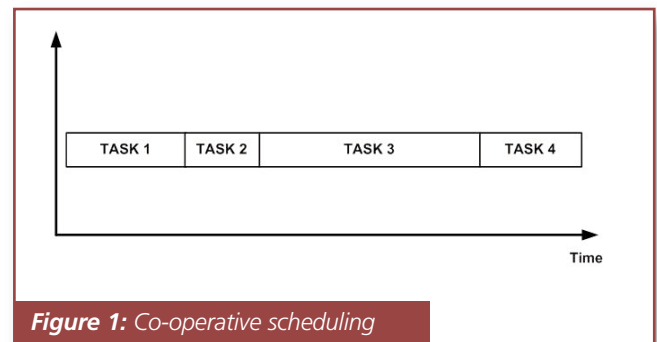 TASK 1 TASK 2 TASK 3 TASK 4
Time
Figure 1: Co-operative scheduling